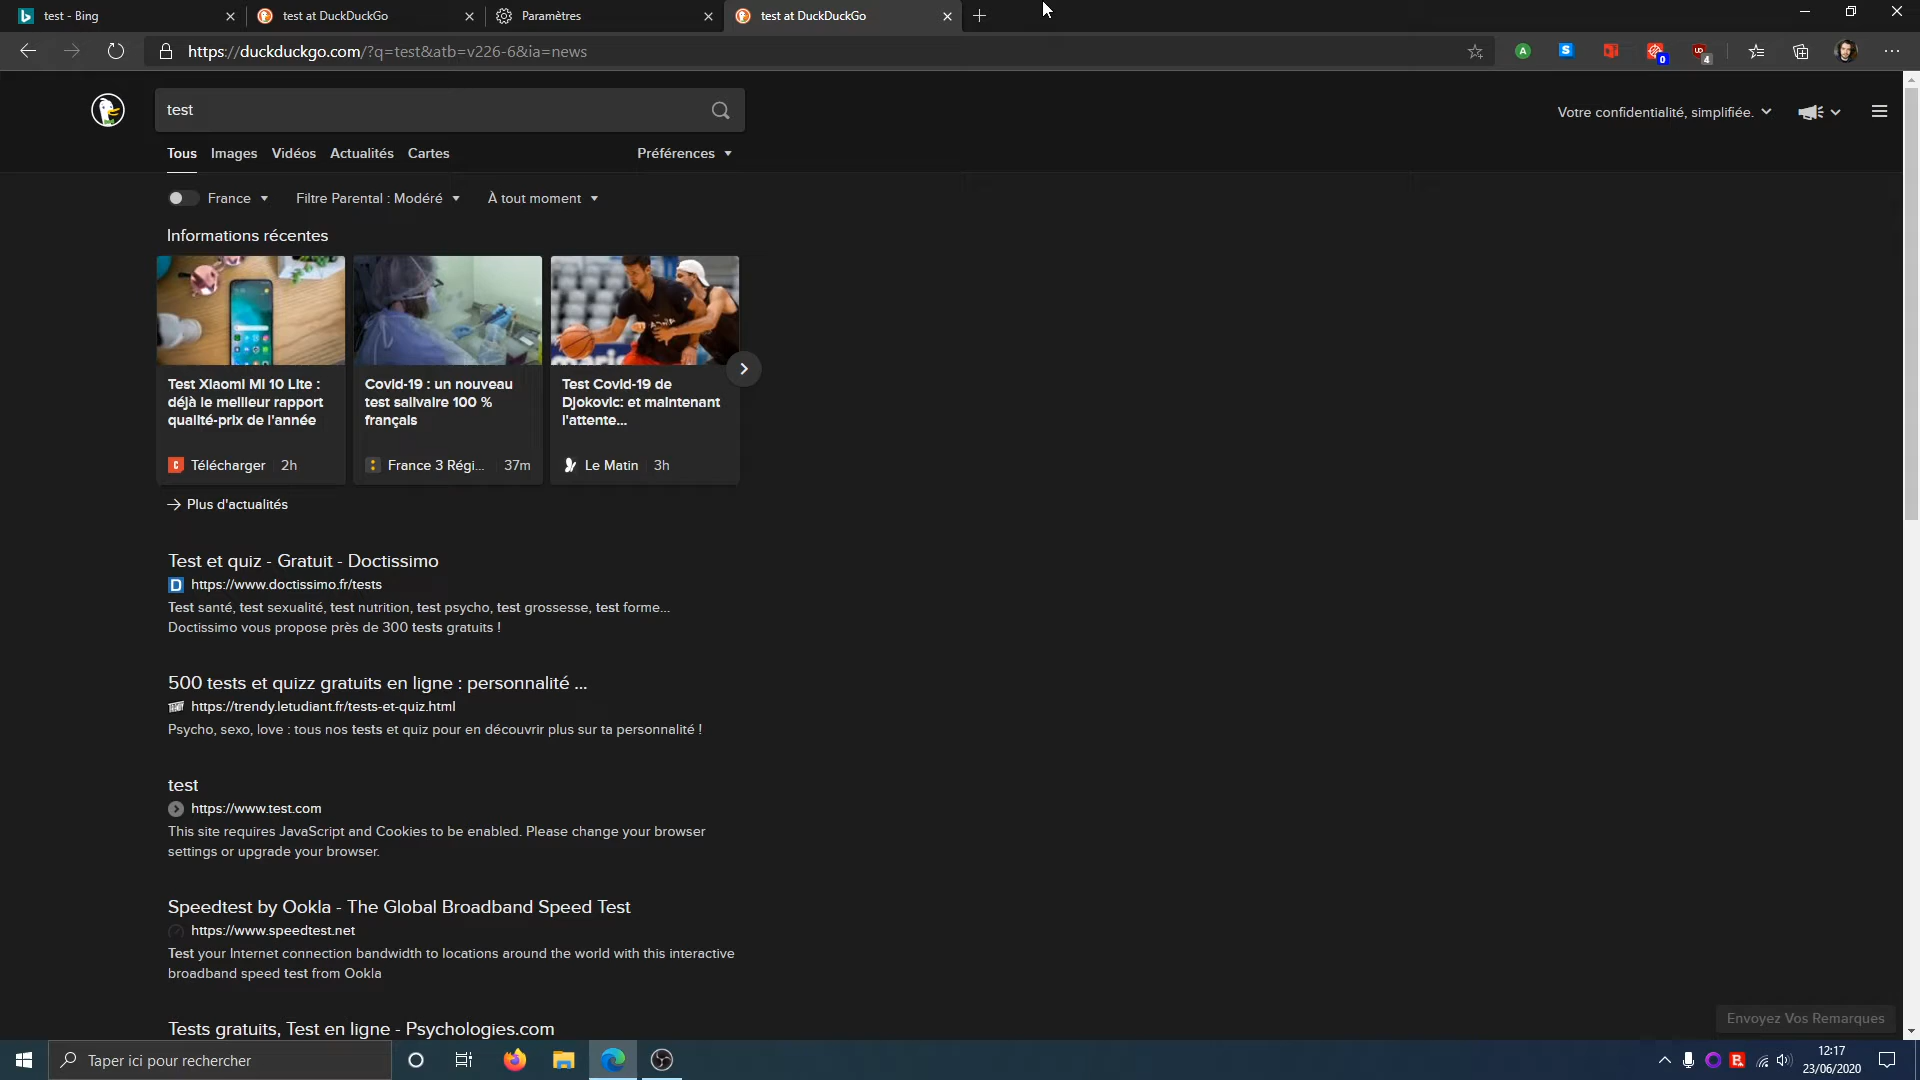 test - Bing
test at DuckDuckGo
Paramètres
test at DuckDuckGo
https://duckduckgo.com/?q=test&atb=v226-6&ia=news
A
S
0
UD
4
test
Votre confidentialité, simplifiée.
Tous Images Vidéos Actualités Cartes Préférences
France Filtre Parental : Modéré À tout moment
Informations récentes
Test Xiaomi Mi 10 Lite :
déjà le meilleur rapport
qualité-prix de l'année
Télécharger 2h
Covid-19 : un nouveau
test salivaire 100 %
français
France 3 Régi... 37m
Test Covid-19 de
Djokovic: et maintenant
l'attente...
Le Matin 3h
Plus d'actualités
Test et quiz - Gratuit - Doctissimo
D https://www.doctissimo.fr/tests
Test santé, test sexualité, test nutrition, test psycho, test grossesse, test forme...
Doctissimo vous propose près de 300 tests gratuits !
500 tests et quizz gratuits en ligne : personnalité ...
https://trendy.letudiant.fr/tests-et-quiz.html
Psycho, sexo, love : tous nos tests et quiz pour en découvrir plus sur ta personnalité !
test
https://www.test.com
This site requires JavaScript and Cookies to be enabled. Please change your browser
settings or upgrade your browser.
Speedtest by Ookla - The Global Broadband Speed Test
https://www.speedtest.net
Test your Internet connection bandwidth to locations around the world with this interactive
broadband speed test from Ookla
Tests gratuits, Test en ligne - Psychologies.com
Envoyez Vos Remarques
Taper ici pour rechercher
12:17
23/06/2020